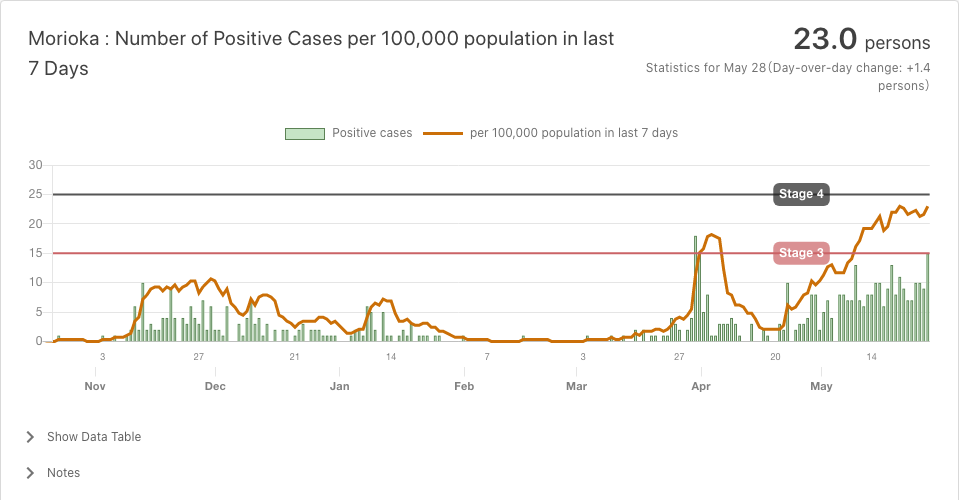 Morioka : Number of Positive Cases per 100,000 population in last
7 Days
23.0 persons
Statistics for May 28(Day-over-day change: +1.4
persons)
Positive cases
per 100,000 population in last 7 days
30
25
20
15
10
5
0
Stage 4
Stage 3
3 27 21 14 7 3 27 20 14
Nov Dec Jan Feb Mar Apr May
Show Data Table
Notes